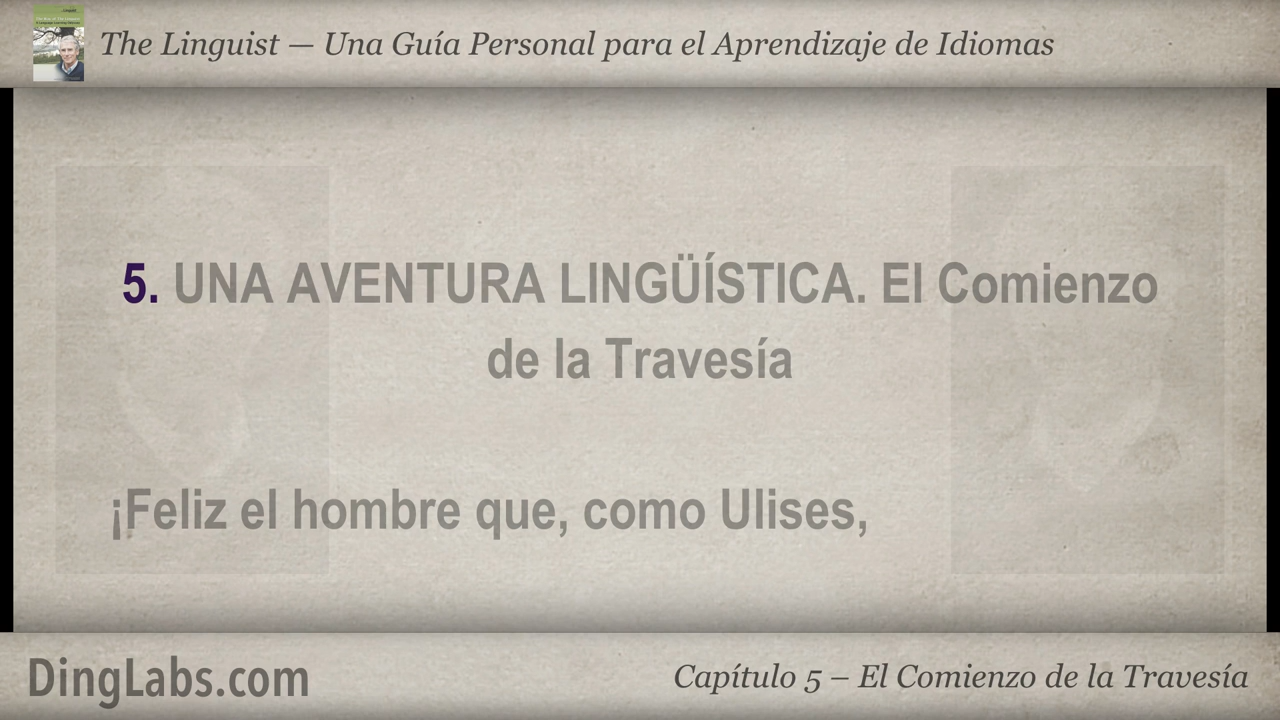 The Linguist — Una Guía Personal para el Aprendizaje de Idiomas
5. UNA AVENTURA LINGÜÍSTICA. El Comienzo
de la Travesía
¡Feliz el hombre que, como Ulises,
DingLabs.com
Capítulo 5 – El Comienzo de la Travesía